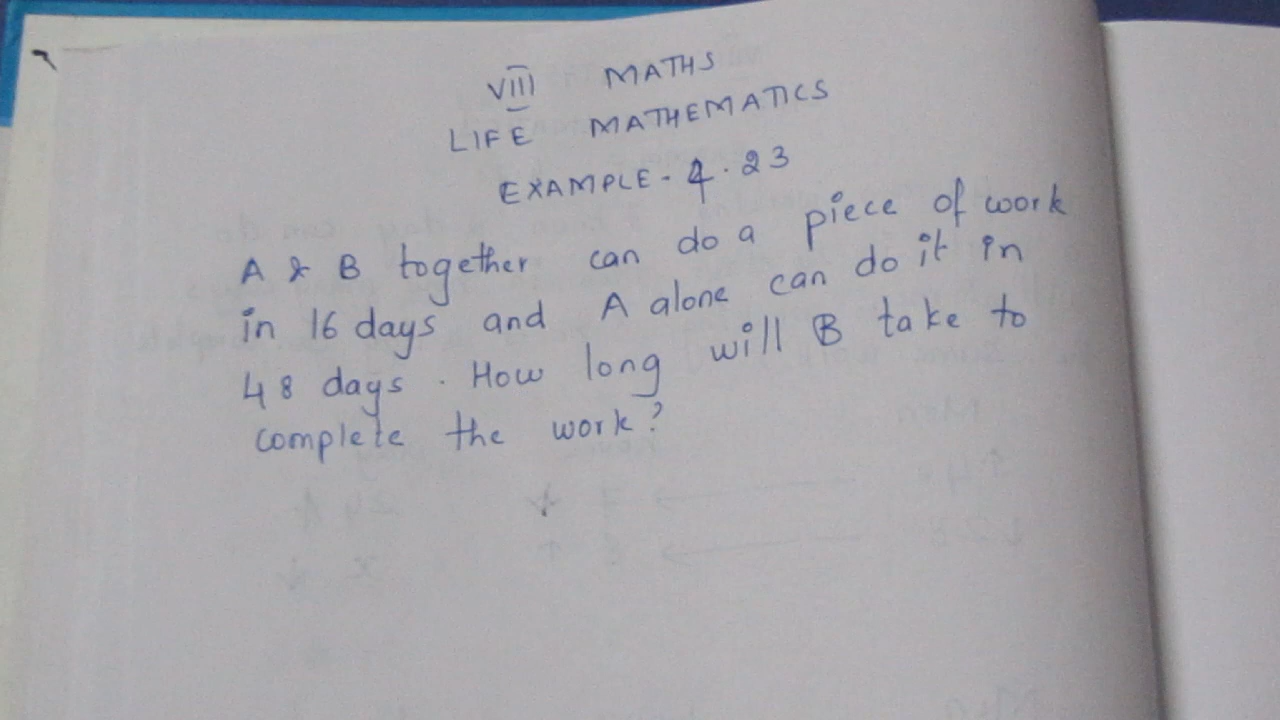 VIII MATHS
LIFE MATHEMATICS
EXAMPLE - 4.23
A & B together can do a piece of work
in 16 days and A alone can do it in
48 days. How long will B take to
complete the work?